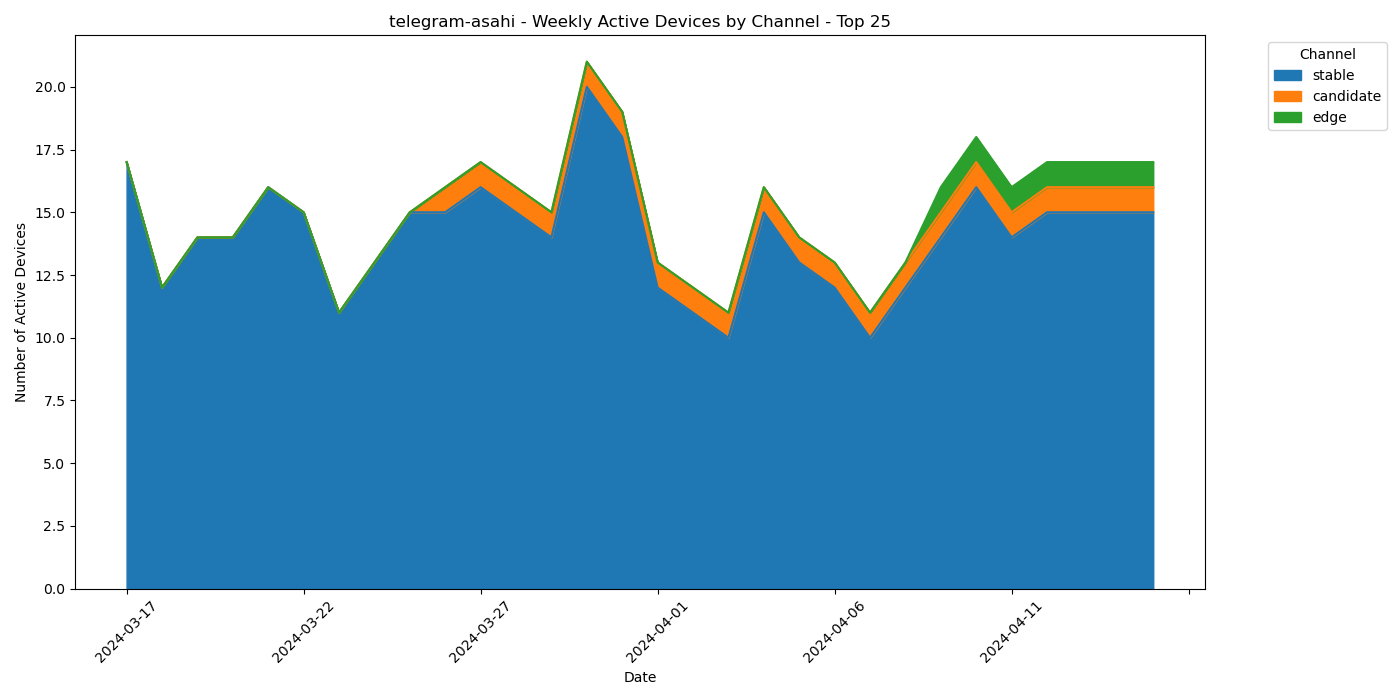 telegram-asahi - Weekly Active Devices by Channel - Top 25
Channel
stable
candidate
edge
Number of Active Devices
20.0
17.5
15.0
12.5
10.0
7.5
5.0
2.5
0.0
2024-03-17
2024-03-22
2024-03-27
2024-04-01
2024-04-06
2024-04-11
Date